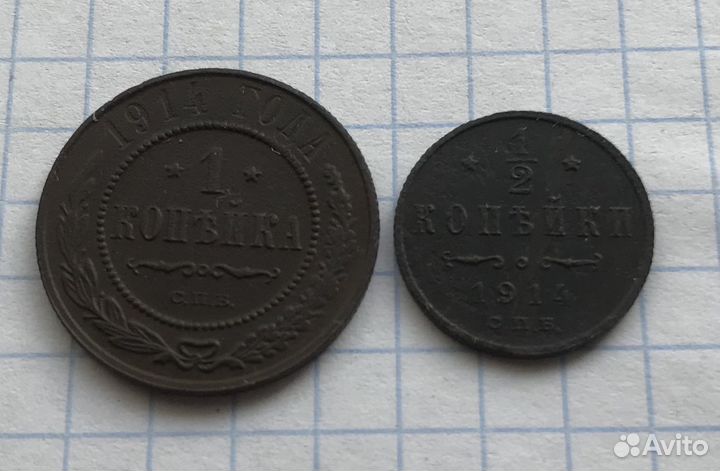 1914 ГОДА
1
КОПѢЙКА
С.П.Б.
1/2
КОПѢЙКИ
1914
С.П.Б.
Avito